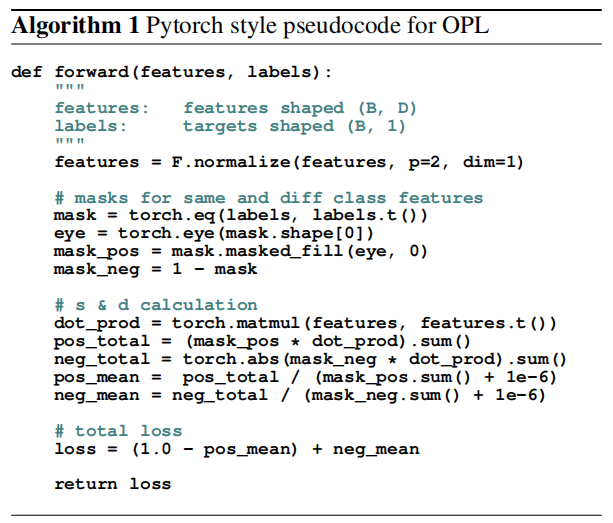 Algorithm 1 Pytorch style pseudocode for OPL
def forward(features, labels):
    """
    features:   features shaped (B, D)
    labels:     targets shaped (B, 1)
    """
    features = F.normalize(features, p=2, dim=1)
    # masks for same and diff class features
    mask = torch.eq(labels, labels.t())
    eye = torch.eye(mask.shape[0])
    mask_pos = mask.masked_fill(eye, 0)
    mask_neg = 1 - mask
    # s & d calculation
    dot_prod = torch.matmul(features, features.t())
    pos_total = (mask_pos * dot_prod).sum()
    neg_total = torch.abs(mask_neg * dot_prod).sum()
    pos_mean =  pos_total / (mask_pos.sum() + 1e-6)
    neg_mean = neg_total / (mask_neg.sum() + 1e-6)
    # total loss
    loss = (1.0 - pos_mean) + neg_mean
    return loss